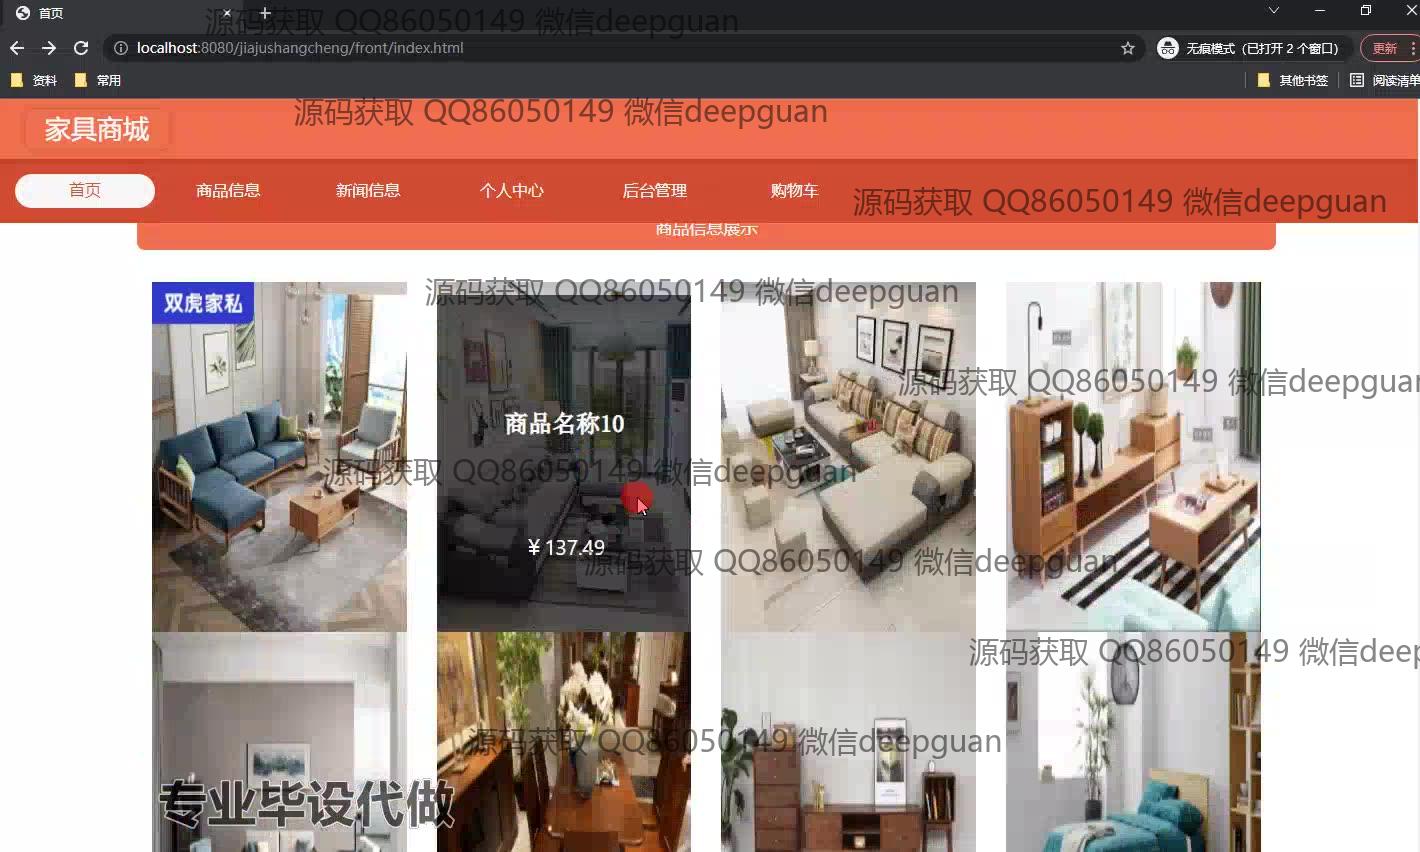 首页
源码获取 QQ86050149 微信deepguan
localhost:8080/jiajushangcheng/front/index.html
无痕模式（已打开 2 个窗口）
更新
资料
常用
其他书签
阅读清单
源码获取 QQ86050149 微信deepguan
家具商城
首页
商品信息
新闻信息
个人中心
后台管理
购物车
源码获取 QQ86050149 微信deepguan
商品信息展示
源码获取 QQ86050149 微信deepguan
双虎家私
源码获取 QQ86050149 微信deepguan
商品名称10
源码获取 QQ86050149 微信deepguan
¥ 137.49
源码获取 QQ86050149 微信deepguan
源码获取 QQ86050149 微信deep
源码获取 QQ86050149 微信deepguan
专业毕设代做